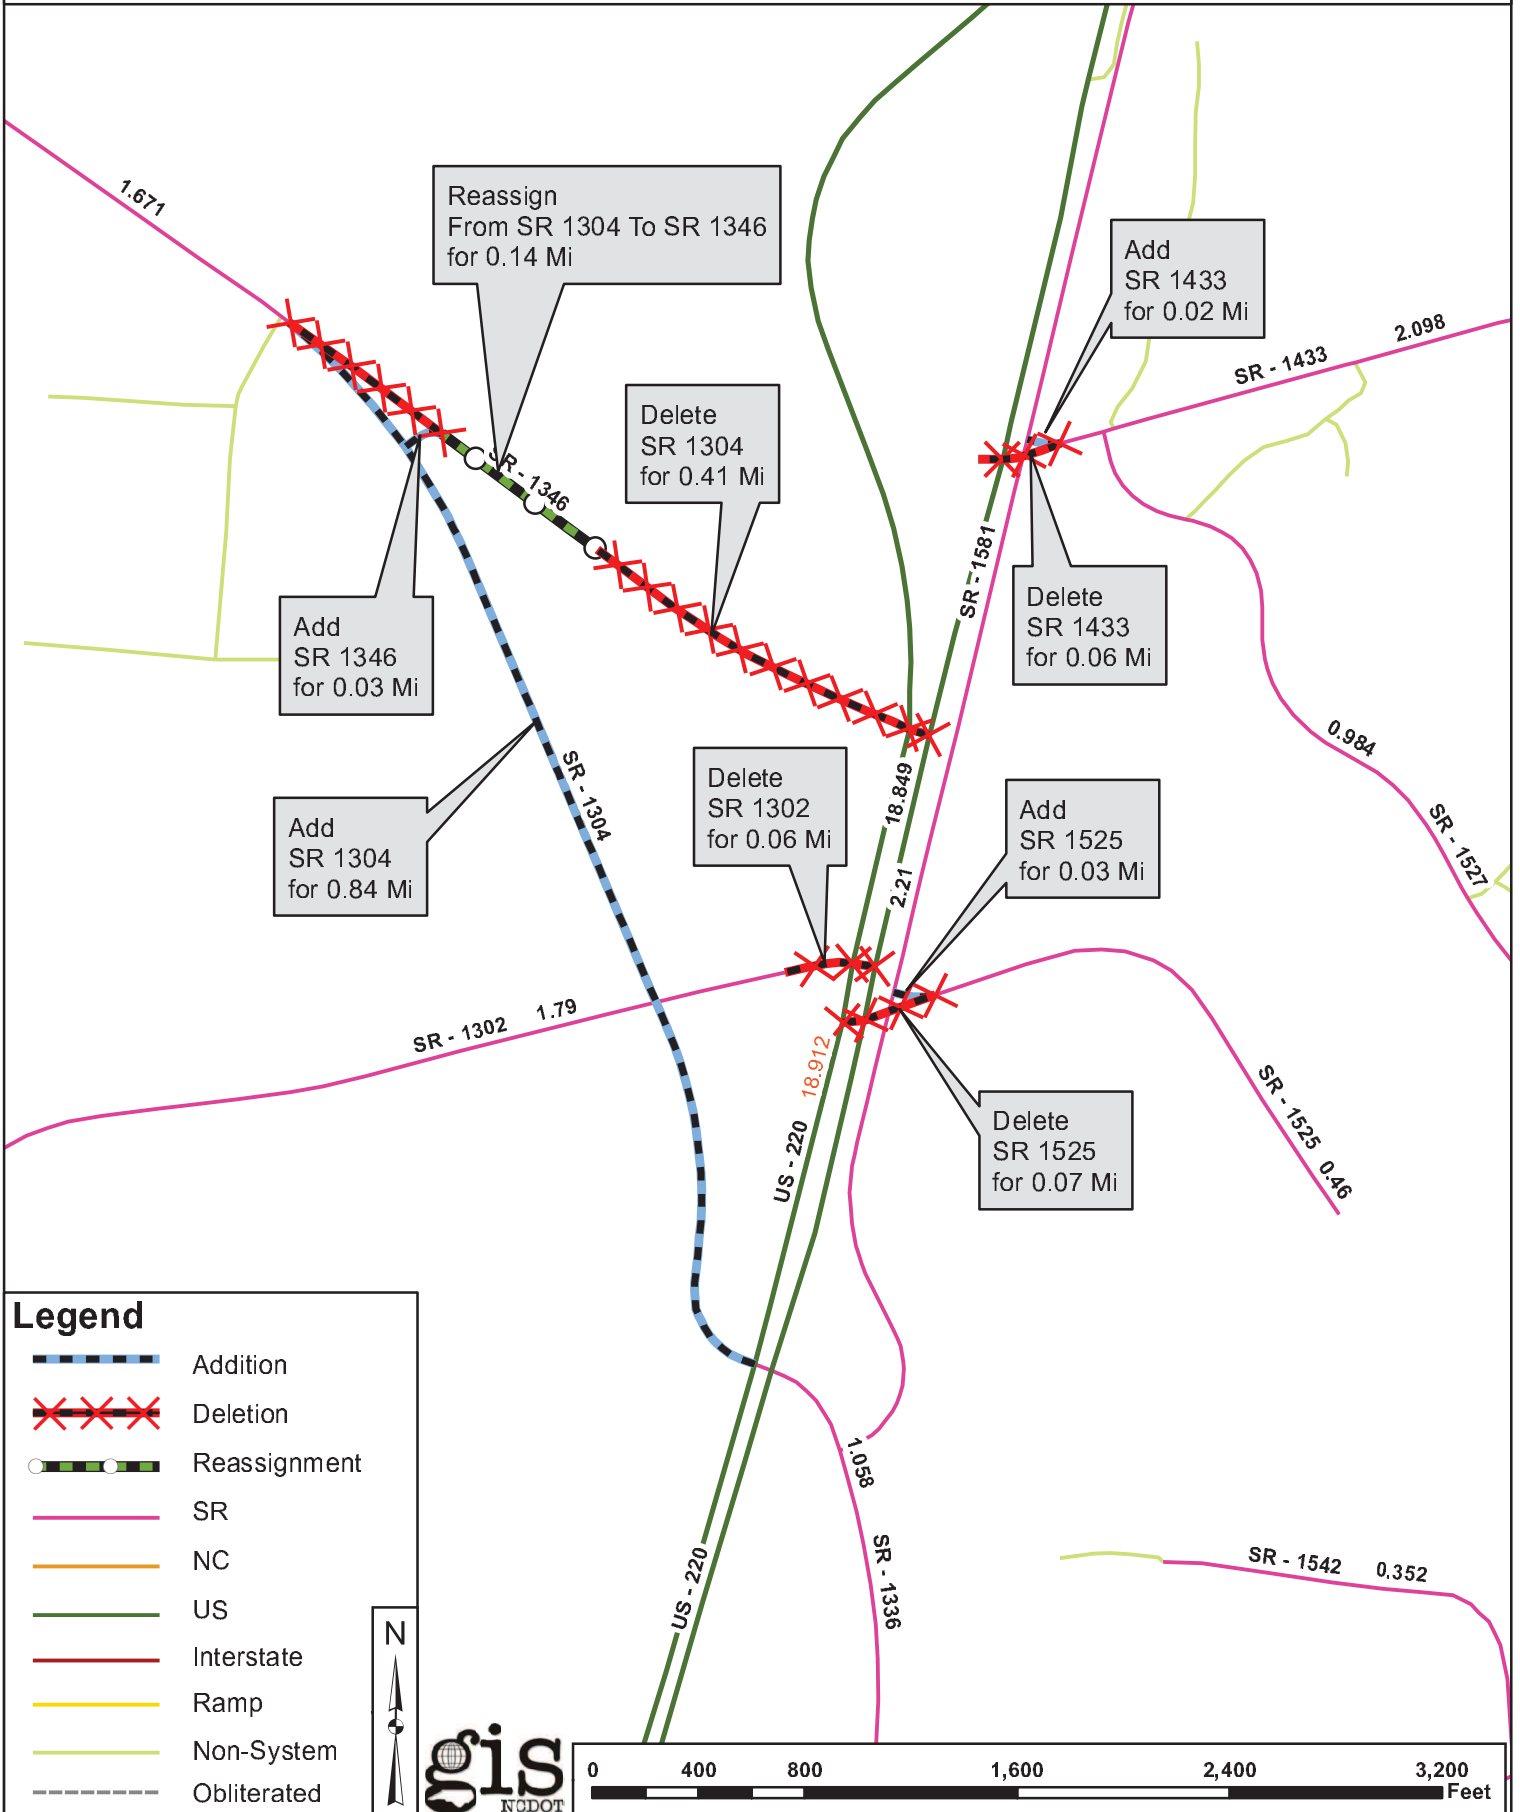 1.671
Reassign
From SR 1304 To SR 1346
for 0.14 Mi
Add
SR 1433
for 0.02 Mi
2.098
SR - 1433
Delete
SR 1304
for 0.41 Mi
SR - 1346
SR - 1581
Delete
SR 1433
for 0.06 Mi
Add
SR 1346
for 0.03 Mi
0.984
SR - 1527
SR - 1304
Delete
SR 1302
for 0.06 Mi
18.849
2.21
Add
SR 1525
for 0.03 Mi
Add
SR 1304
for 0.84 Mi
SR - 1302 1.79
18.912
US - 220
Delete
SR 1525
for 0.07 Mi
SR - 1525 0.46
1.058
SR - 1336
US - 220
SR - 1542 0.352
Legend
Addition
Deletion
Reassignment
SR
NC
US
Interstate
Ramp
Non-System
Obliterated
N
gis
NCDOT
0 400 800 1,600 2,400 3,200
Feet